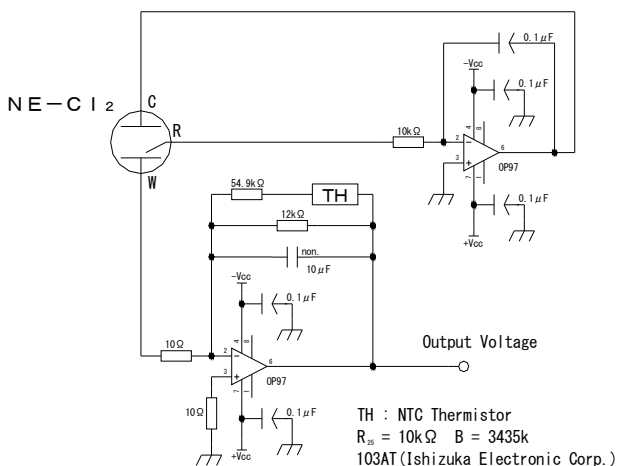 0.1μF
-Vcc
0.1μF
NE-Cl₂
C
R
10kΩ
4
8
2
6
3
OP97
7
1
W
54.9kΩ
TH
0.1μF
12kΩ
+Vcc
non.
10μF
-Vcc
0.1μF
4
8
10Ω
2
6
Output Voltage
3
OP97
7
1
10Ω
0.1μF
+Vcc
TH : NTC Thermistor
R₂₅ = 10kΩ B = 3435k
103AT(Ishizuka Electronic Corp.)